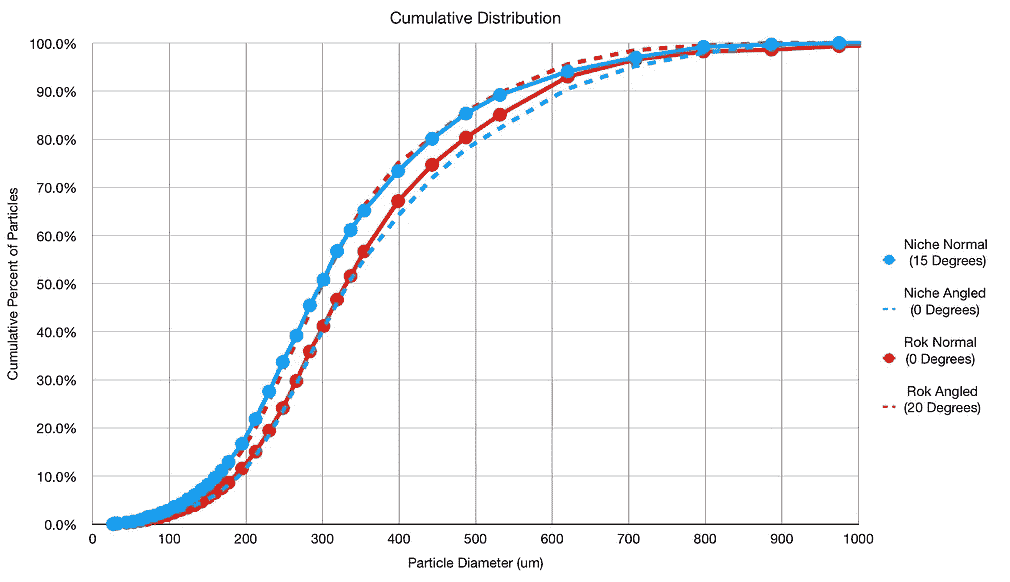 Cumulative Distribution
Cumulative Percent of Particles
100.0%
90.0%
80.0%
70.0%
60.0%
50.0%
40.0%
30.0%
20.0%
10.0%
0.0%
0 100 200 300 400 500 600 700 800 900 1000
Particle Diameter (um)
Niche Normal
(15 Degrees)
Niche Angled
(0 Degrees)
Rok Normal
(0 Degrees)
Rok Angled
(20 Degrees)